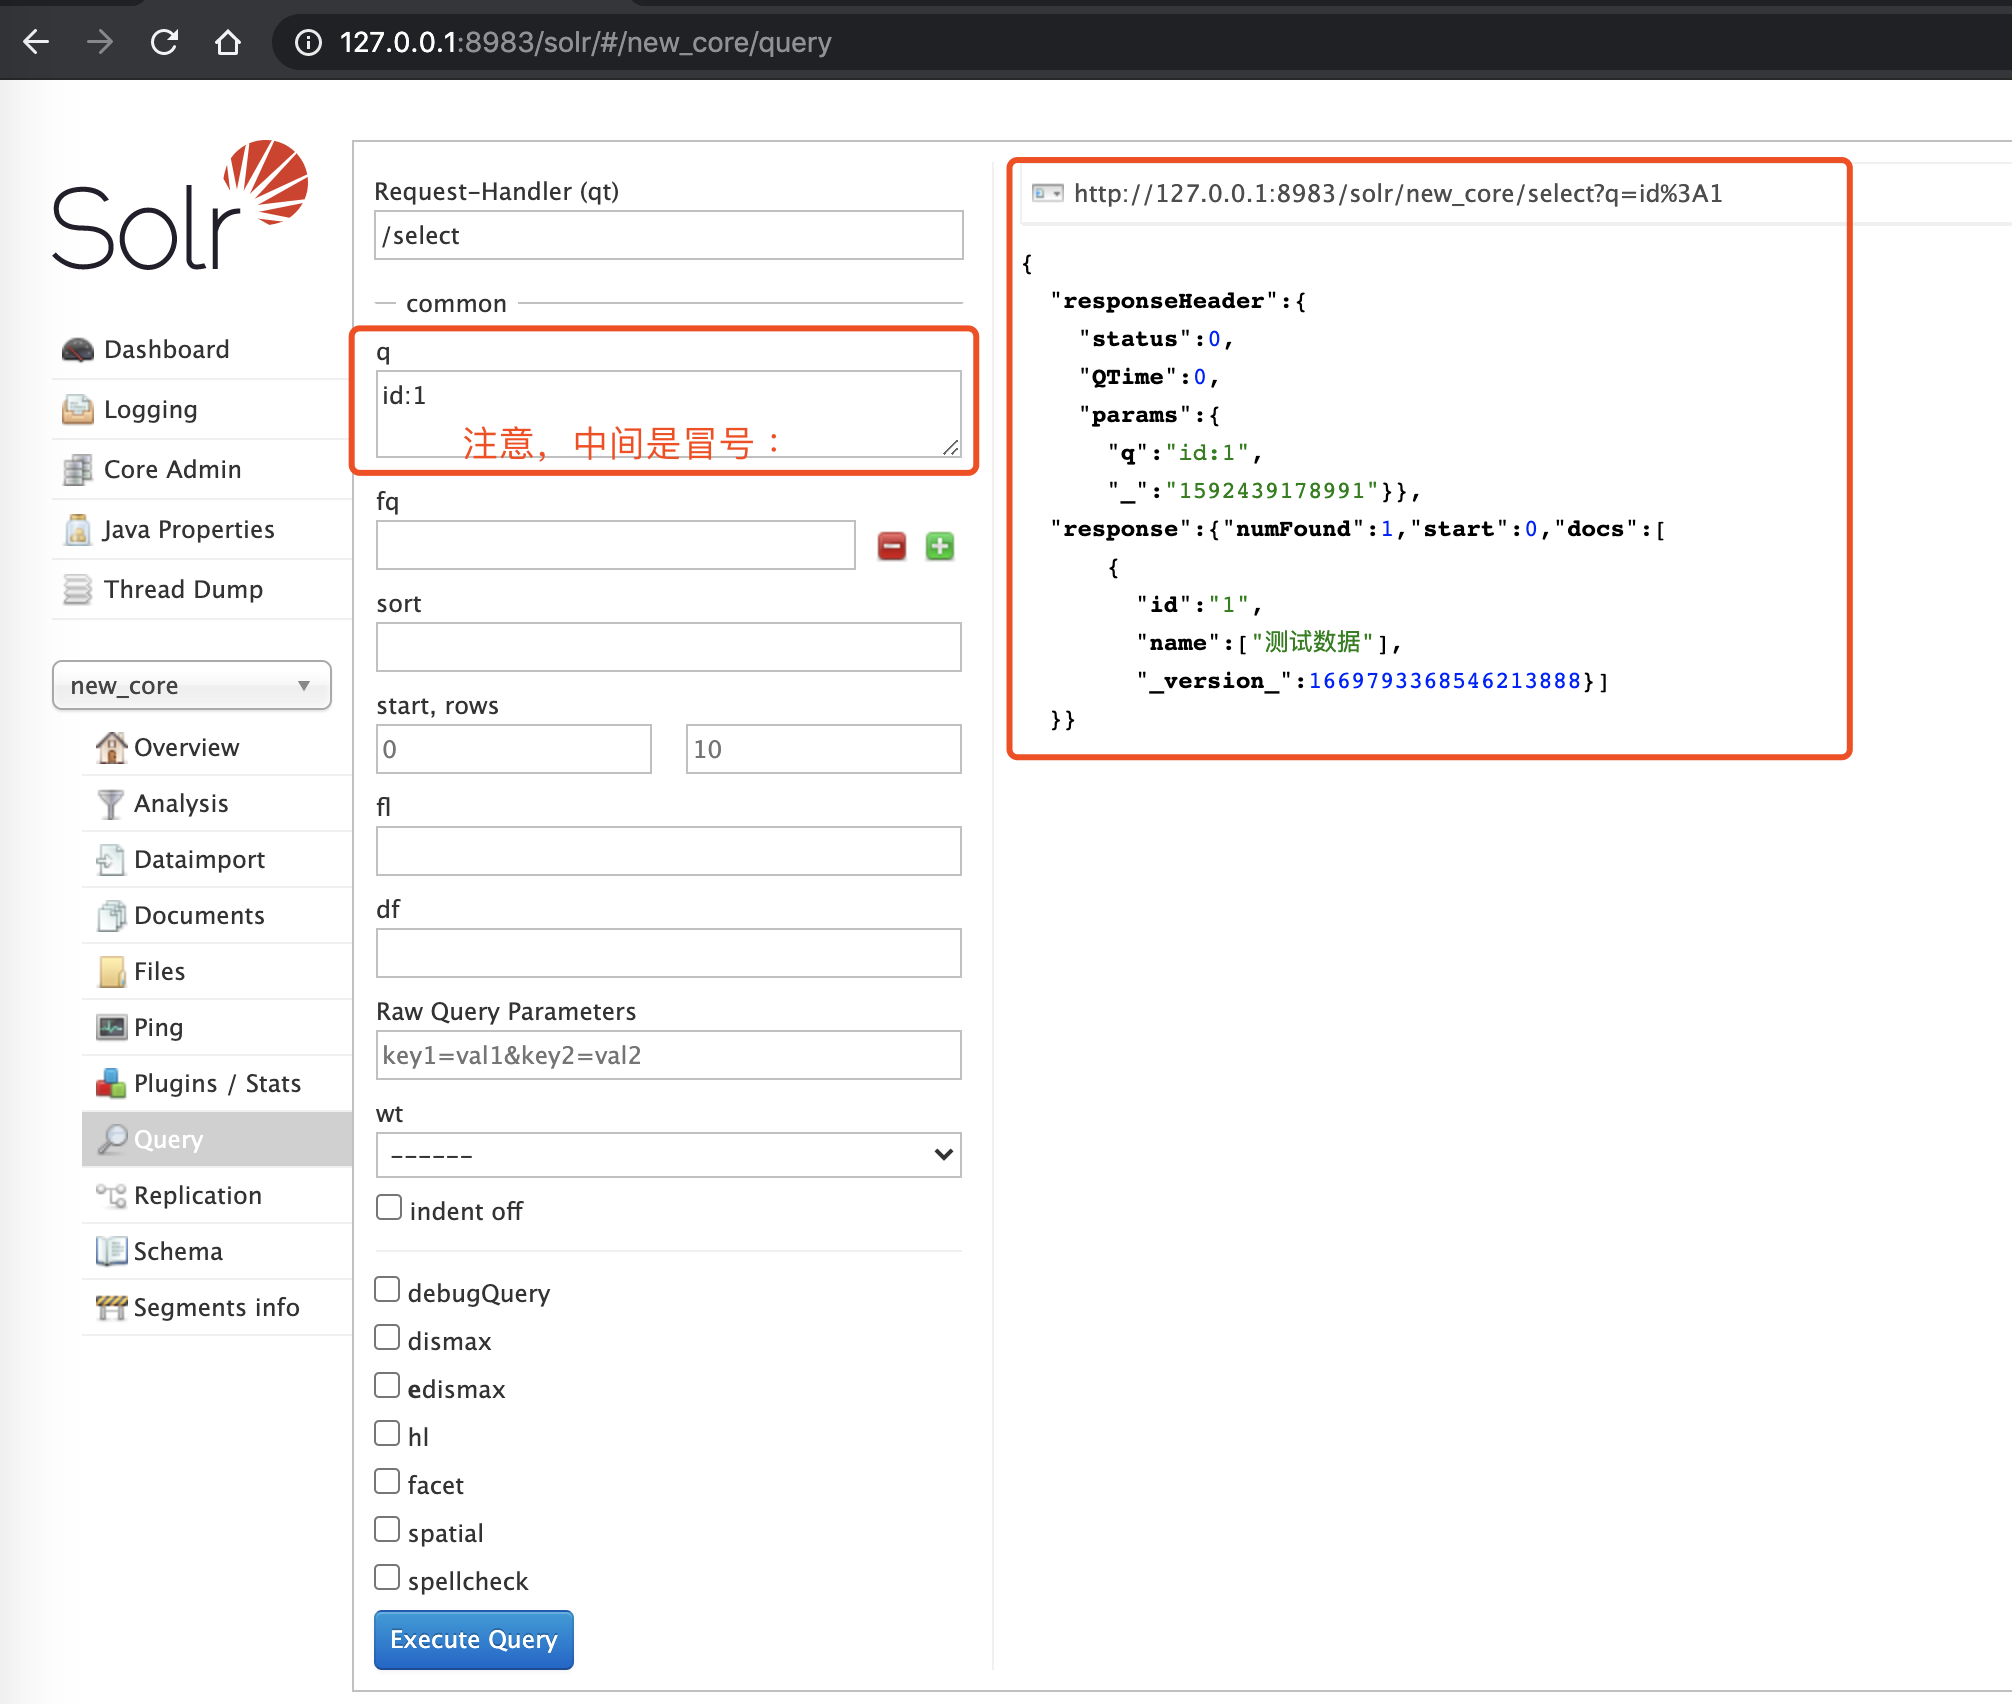 127.0.0.1:8983/solr/#/new_core/query
Solr
Dashboard
Logging
Core Admin
Java Properties
Thread Dump
new_core
Overview
Analysis
Dataimport
Documents
Files
Ping
Plugins / Stats
Query
Replication
Schema
Segments info
Request-Handler (qt)
/select
common
q
id:1
注意，中间是冒号：
fq
sort
start, rows
0 10
fl
df
Raw Query Parameters
key1=val1&key2=val2
wt
------
indent off
debugQuery
dismax
edismax
hl
facet
spatial
spellcheck
Execute Query
http://127.0.0.1:8983/solr/new_core/select?q=id%3A1
{
"responseHeader":{
"status":0,
"QTime":0,
"params":{
"q":"id:1",
"_":"1592439178991"}},
"response":{"numFound":1,"start":0,"docs":[
{
"id":"1",
"name":["测试数据"],
"_version_":1669793368546213888}]
}}